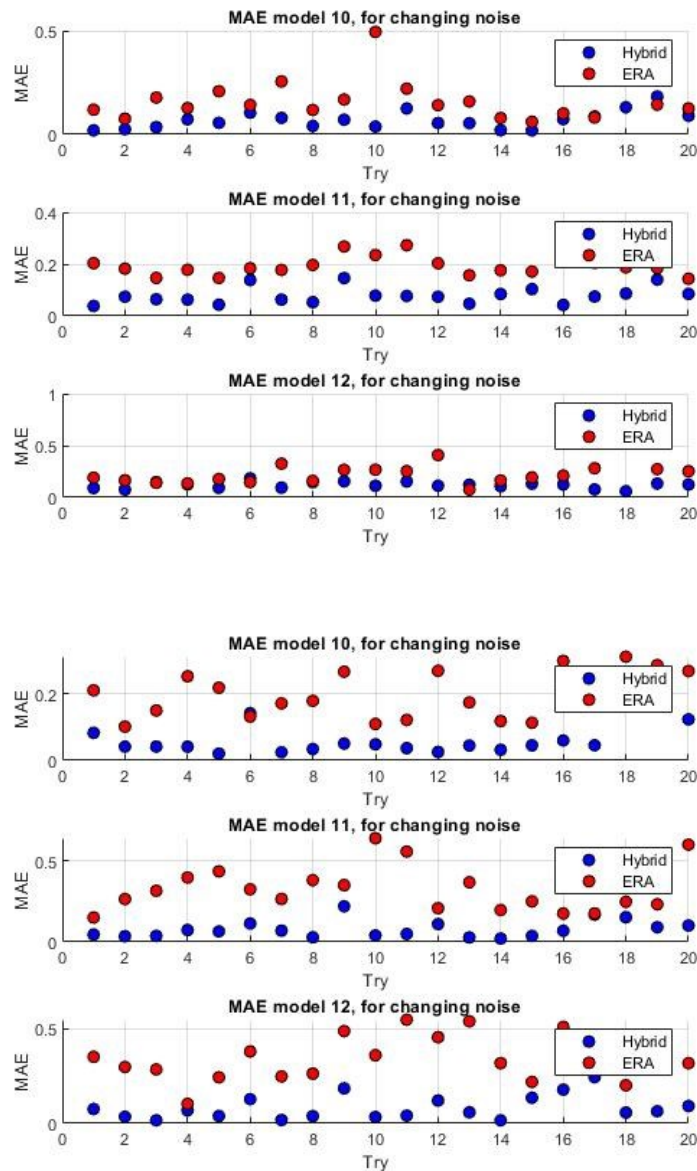 MAE model 10, for changing noise
0.5
Hybrid
ERA
MAE
0
0 2 4 6 8 10 12 14 16 18 20
Try
MAE model 11, for changing noise
0.4
Hybrid
ERA
0.2
MAE
0
0 2 4 6 8 10 12 14 16 18 20
Try
MAE model 12, for changing noise
1
Hybrid
ERA
0.5
MAE
0
0 2 4 6 8 10 12 14 16 18 20
Try
MAE model 10, for changing noise
Hybrid
ERA
0.2
MAE
0
0 2 4 6 8 10 12 14 16 18 20
Try
MAE model 11, for changing noise
0.5
Hybrid
ERA
MAE
0
0 2 4 6 8 10 12 14 16 18 20
Try
MAE model 12, for changing noise
0.5
Hybrid
ERA
MAE
0
0 2 4 6 8 10 12 14 16 18 20
Try